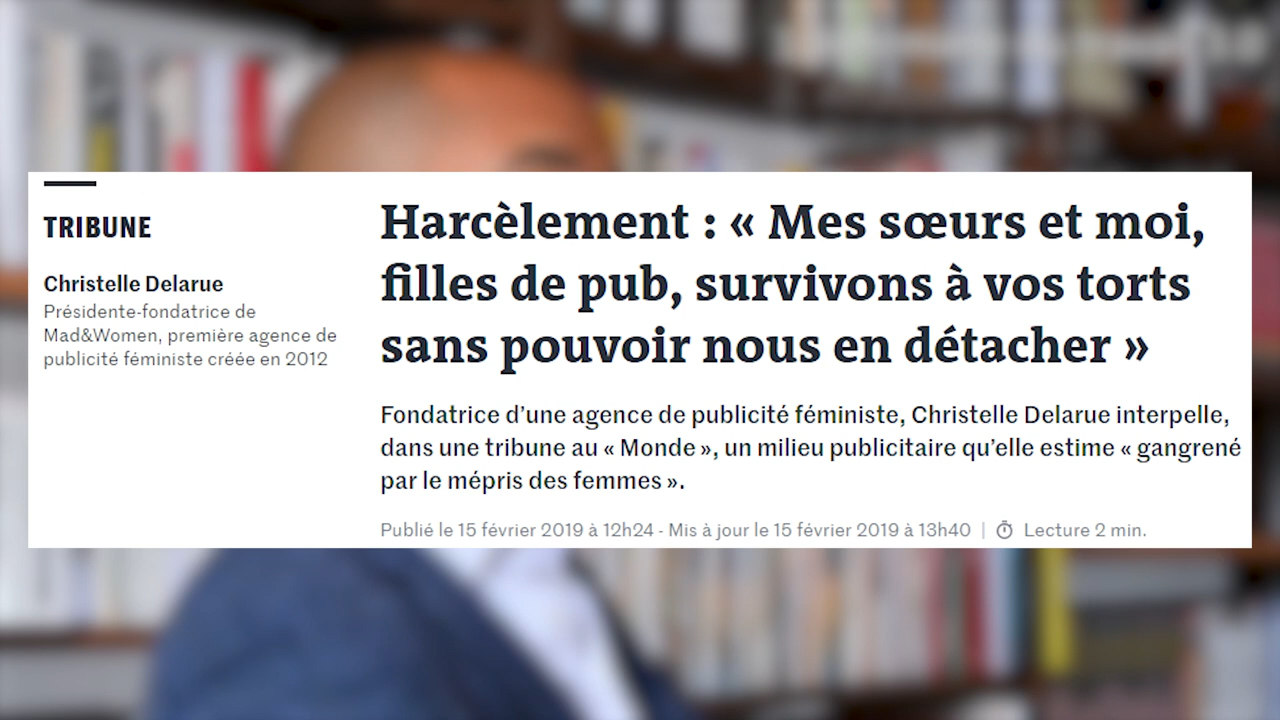 TRIBUNE
Christelle Delarue
Présidente-fondatrice de
Mad&Women, première agence de
publicité féministe créée en 2012
Harcèlement : « Mes sœurs et moi,
filles de pub, survivons à vos torts
sans pouvoir nous en détacher »
Fondatrice d’une agence de publicité féministe, Christelle Delarue interpelle,
dans une tribune au « Monde », un milieu publicitaire qu’elle estime « gangrené
par le mépris des femmes ».
Publié le 15 février 2019 à 12h24 - Mis à jour le 15 février 2019 à 13h40 | Lecture 2 min.